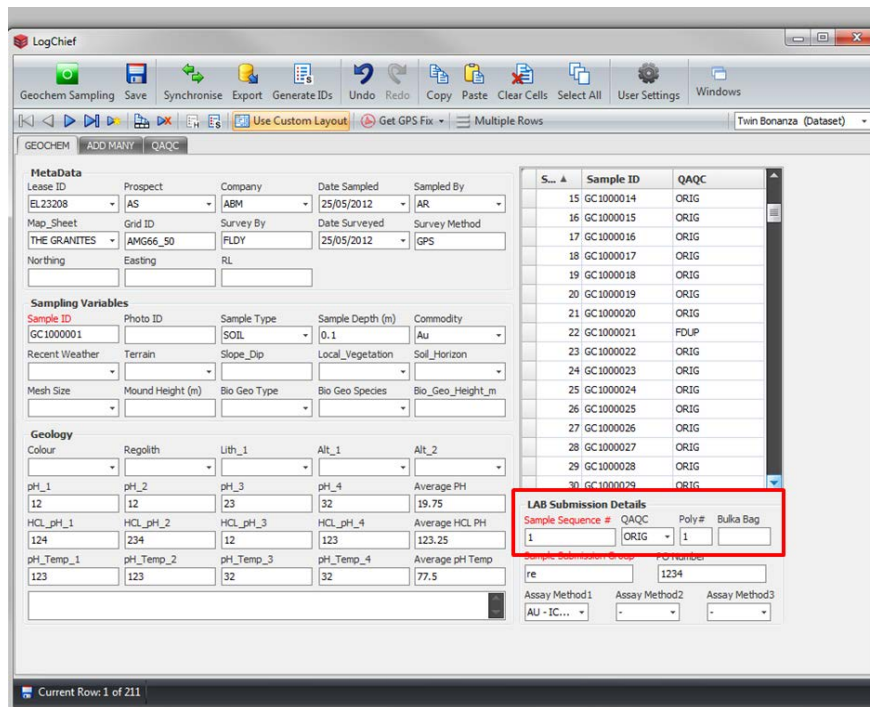 LogChief
Geochem Sampling Save Synchronise Export Generate IDs Undo Redo Copy Paste Clear Cells Select All User Settings Windows
Use Custom Layout Get GPS Fix Multiple Rows Twin Bonanza (Dataset)
GEOCHEM ADD MANY QAQC
MetaData
Lease ID Prospect Company Date Sampled Sampled By
EL23208 AS ABM 25/05/2012 AR
Map_Sheet Grid ID Survey By Date Surveyed Survey Method
THE GRANITES AMG66_50 FLDY 25/05/2012 GPS
Northing Easting RL
Sampling Variables
Sample ID Photo ID Sample Type Sample Depth (m) Commodity
GC1000001 SOIL 0.1 Au
Recent Weather Terrain Slope_Dip Local_Vegetation Soil_Horizon
Mesh Size Mound Height (m) Bio Geo Type Bio Geo Species Bio_Geo_Height_m
Geology
Colour Regolith Lith_1 Alt_1 Alt_2
pH_1 pH_2 pH_3 pH_4 Average PH
12 12 23 32 19.75
HCL_pH_1 HCL_pH_2 HCL_pH_3 HCL_pH_4 Average HCL PH
124 234 12 123 123.25
pH_Temp_1 pH_Temp_2 pH_Temp_3 pH_Temp_4 Average pH Temp
123 123 32 32 77.5
S... Sample ID QAQC
15 GC1000014 ORIG
16 GC1000015 ORIG
17 GC1000016 ORIG
18 GC1000017 ORIG
19 GC1000018 ORIG
20 GC1000019 ORIG
21 GC1000020 ORIG
22 GC1000021 FDUP
23 GC1000022 ORIG
24 GC1000023 ORIG
25 GC1000024 ORIG
26 GC1000025 ORIG
27 GC1000026 ORIG
28 GC1000027 ORIG
29 GC1000028 ORIG
30 GC1000029 ORIG
LAB Submission Details
Sample Sequence # QAQC Poly# Bulka Bag
1 ORIG 1
Sample Submission Group PO Number
re 1234
Assay Method1 Assay Method2 Assay Method3
AU - IC... - -
Current Row: 1 of 211